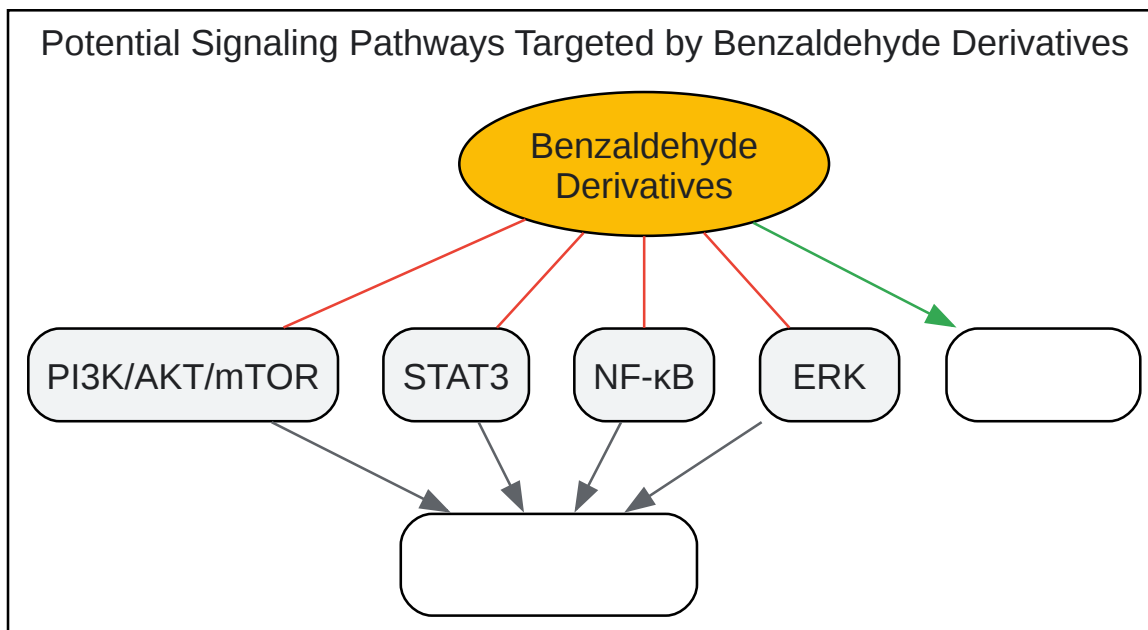 Potential Signaling Pathways Targeted by Benzaldehyde Derivatives
Benzaldehyde
Derivatives
PI3K/AKT/mTOR
STAT3
NF-κB
ERK